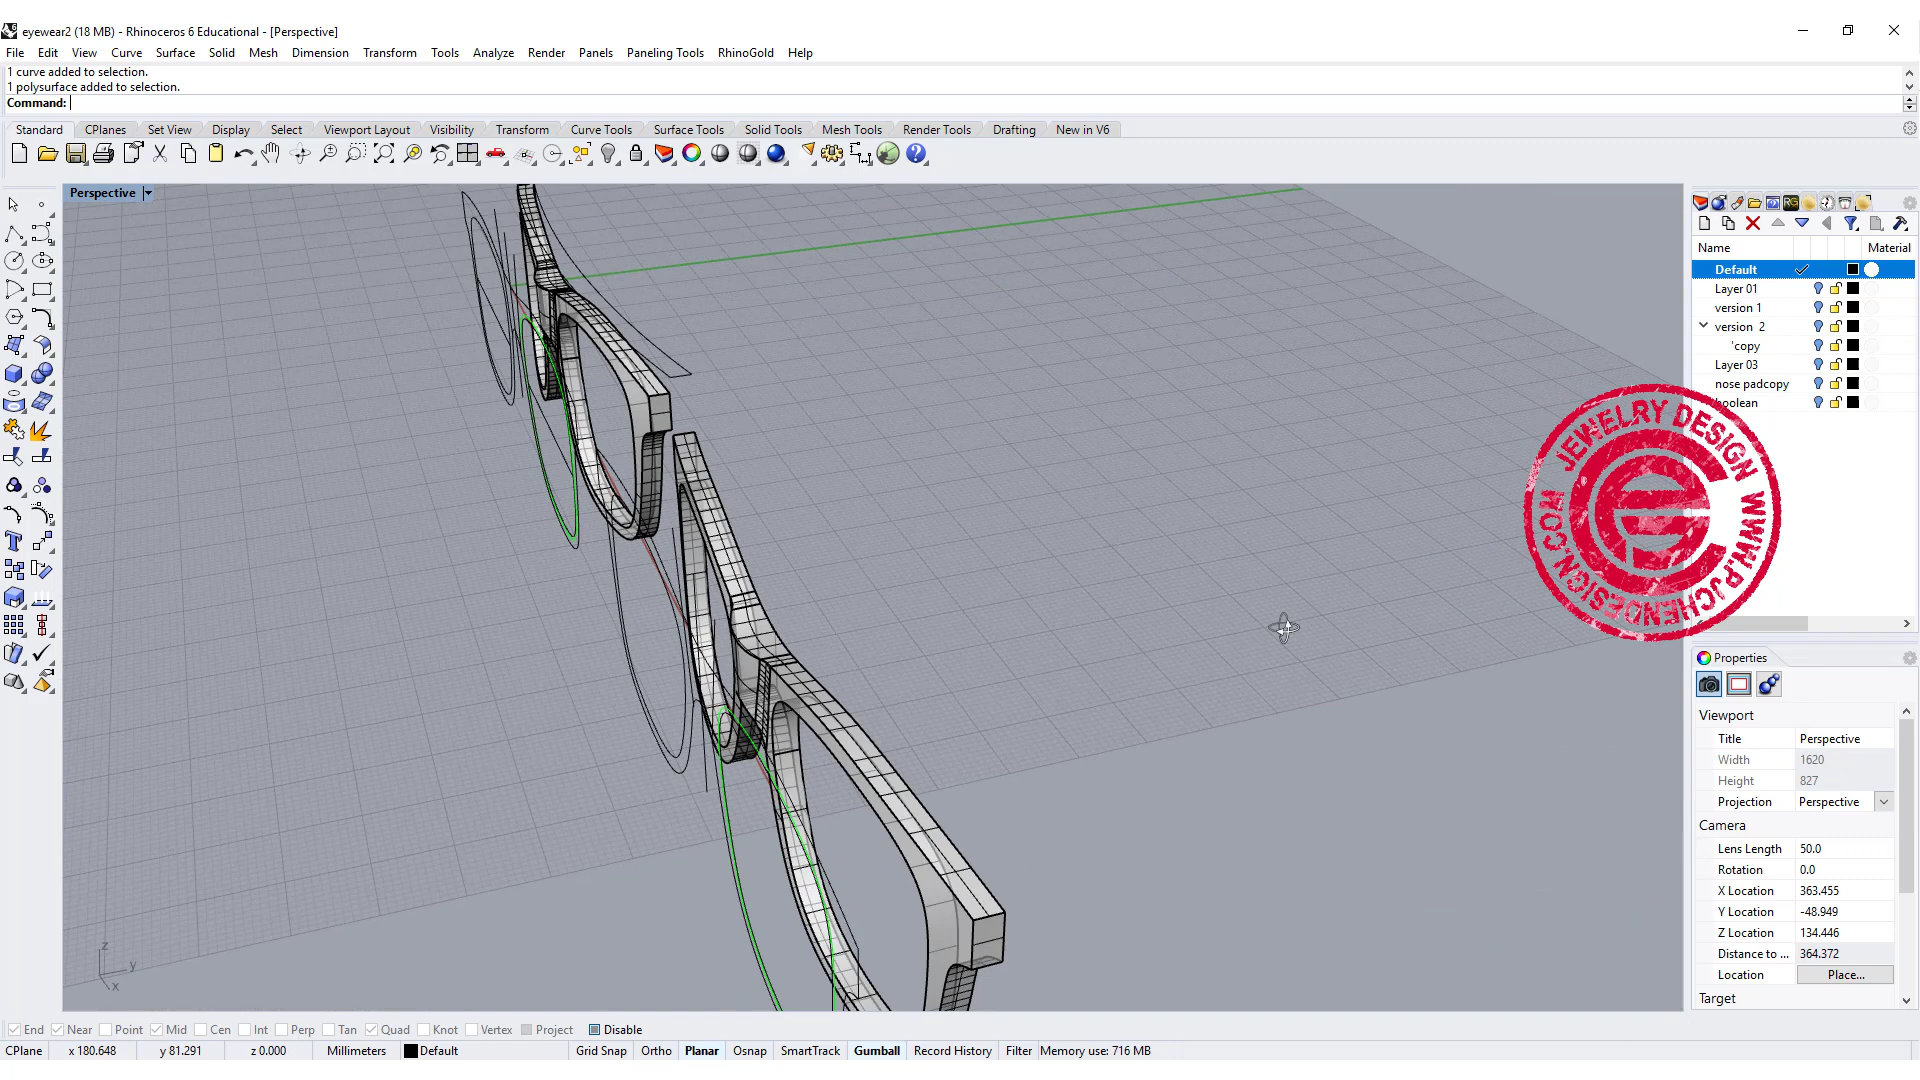 eyewear2 (18 MB) - Rhinoceros 6 Educational - [Perspective]
File Edit View Curve Surface Solid Mesh Dimension Transform Tools Analyze Render Panels Paneling Tools RhinoGold Help
1 curve added to selection.
1 polysurface added to selection.
Command:
Standard CPlanes Set View Display Select Viewport Layout Visibility Transform Curve Tools Surface Tools Solid Tools Mesh Tools Render Tools Drafting New in V6
Perspective
Name Material
Default
Layer 01
version 1
version 2
'copy
Layer 03
nose padcopy
boolean
JEWELRY DESIGN WWW.PJCHENDESIGN.COM
Properties
Viewport
Title Perspective
Width 1620
Height 827
Projection Perspective
Camera
Lens Length 50.0
Rotation 0.0
X Location 363.455
Y Location -48.949
Z Location 134.446
Distance to ... 364.372
Location Place...
Target
z
y
x
End Near Point Mid Cen Int Perp Tan Quad Knot Vertex Project Disable
CPlane x 180.648 y 81.291 z 0.000 Millimeters Default Grid Snap Ortho Planar Osnap SmartTrack Gumball Record History Filter Memory use: 716 MB